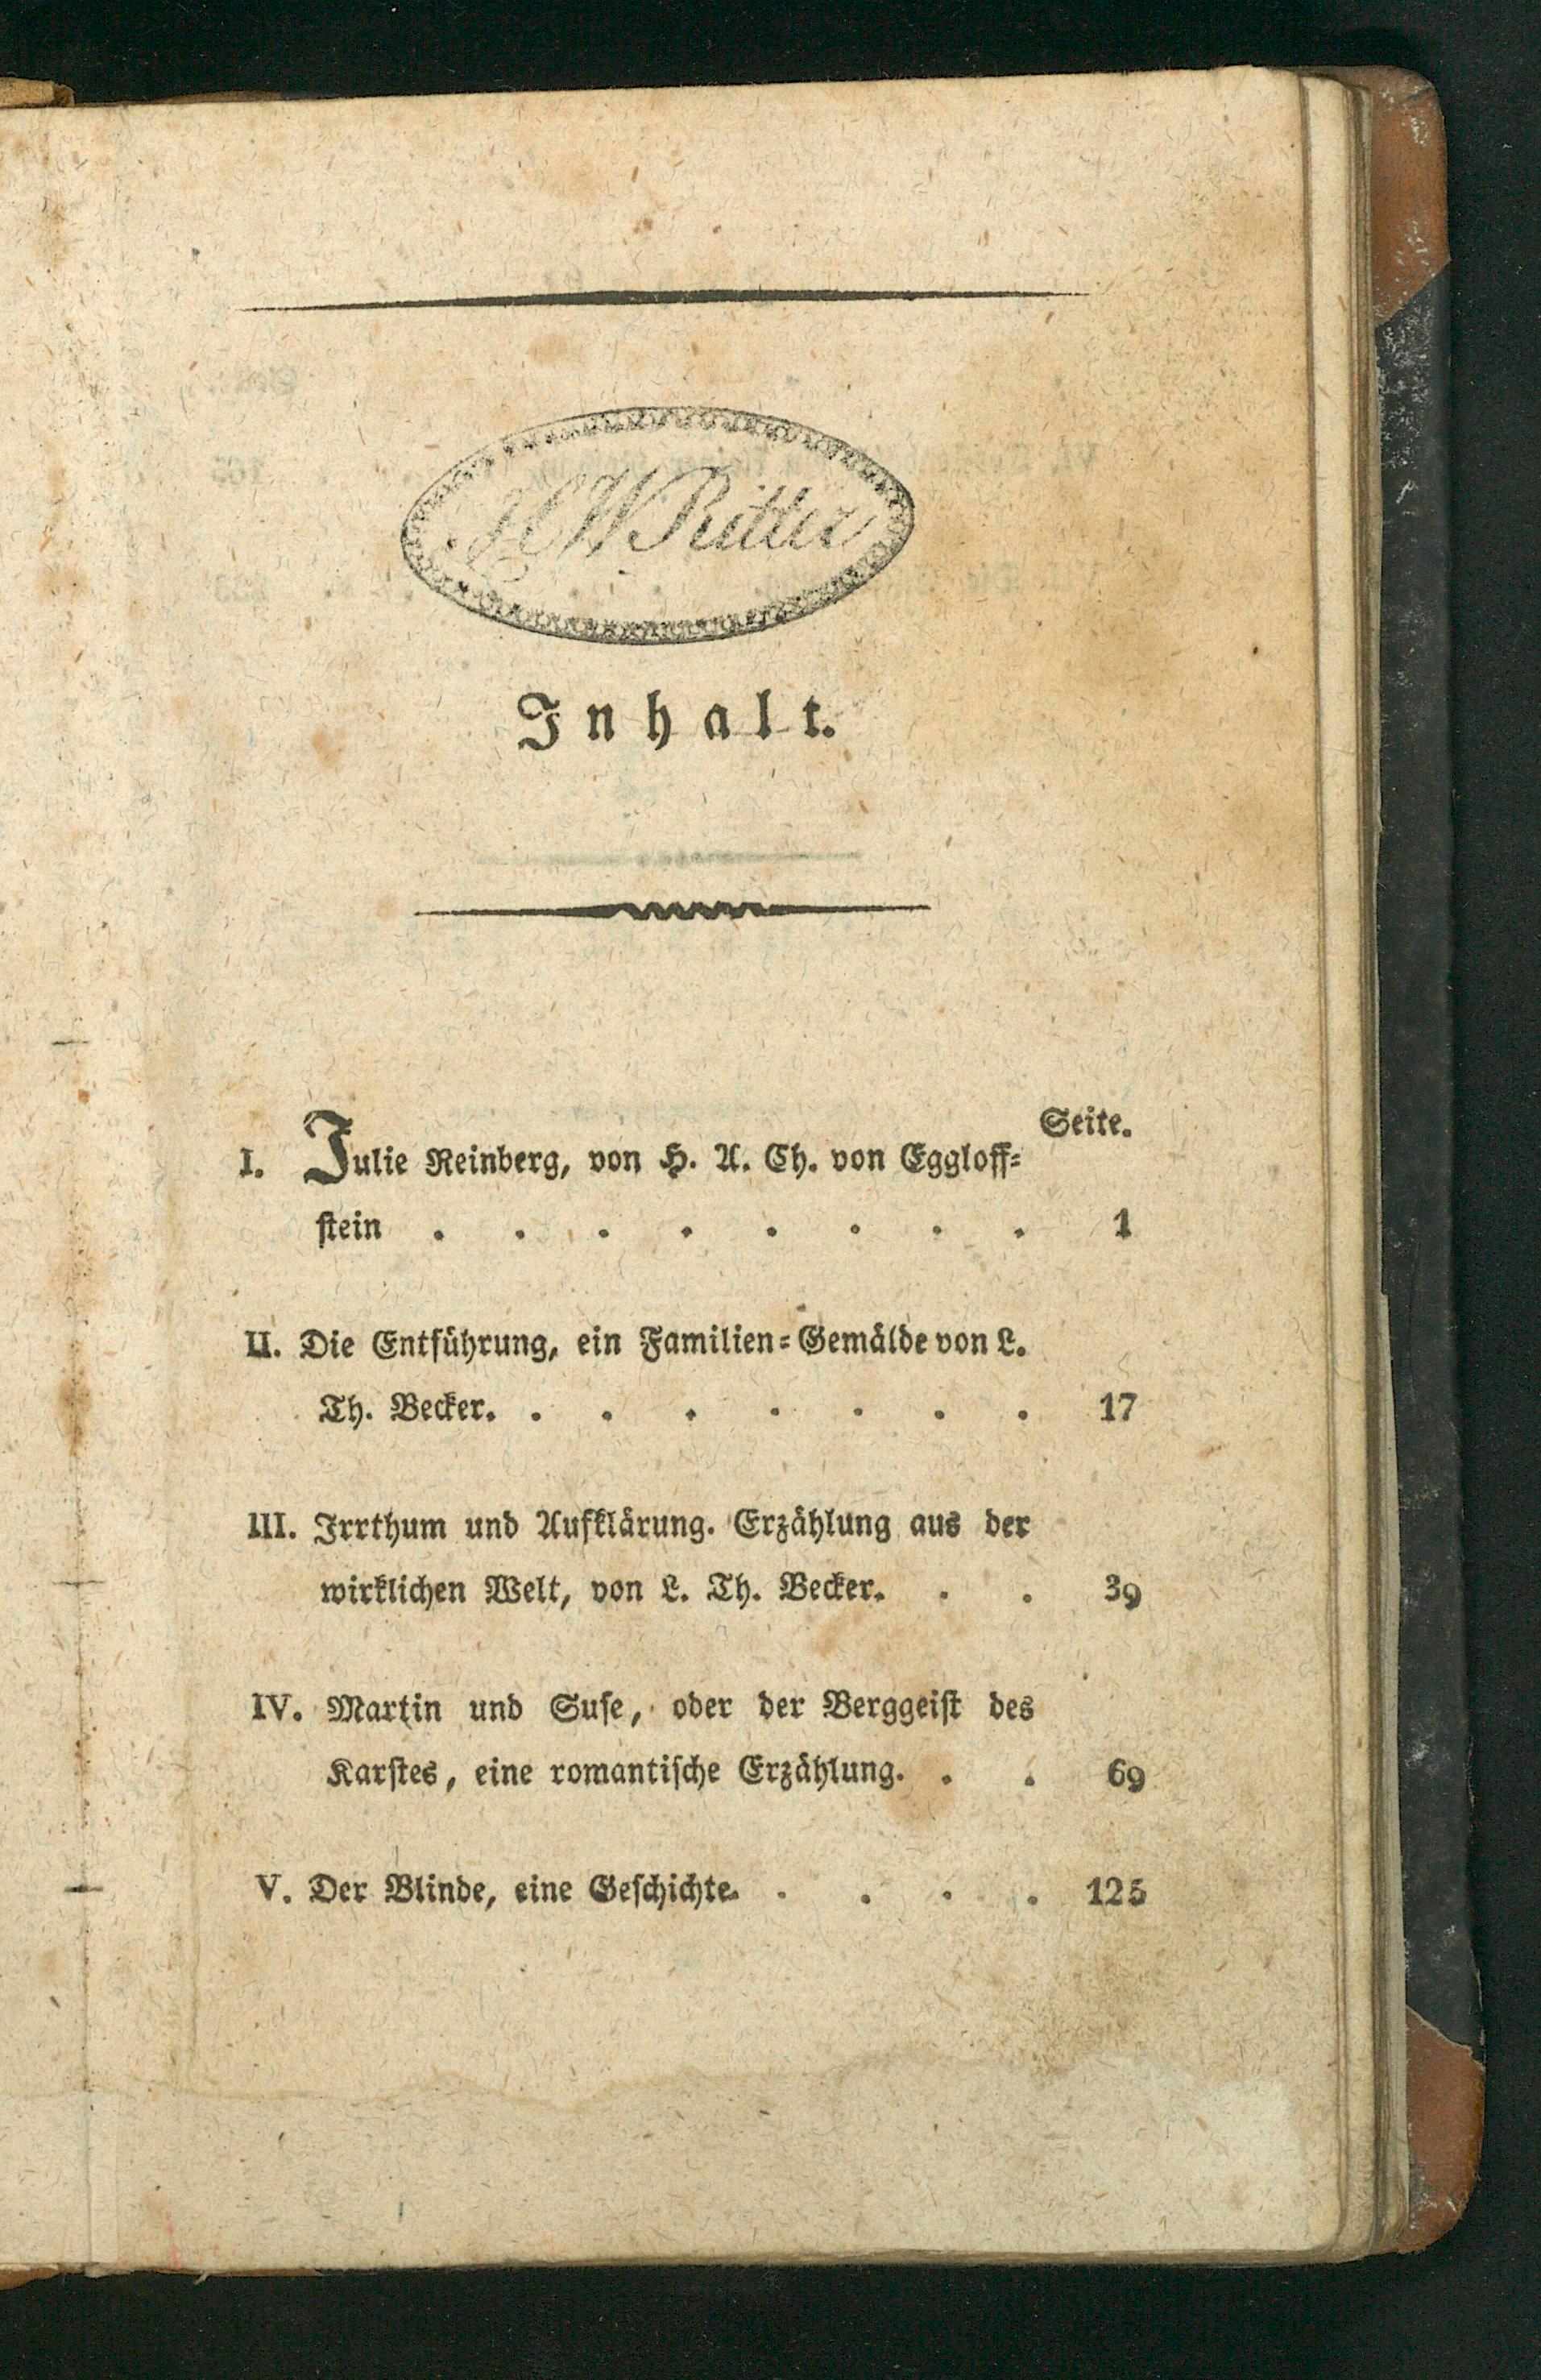 W Ritter
Inhalt.
Seite.
I. Julie Reinberg, von H. A. Ch. von Eggloff=
stein . . . . . . . . 1
II. Die Entführung, ein Familien=Gemälde von L.
Th. Becker. . . . . . . . 17
III. Irrthum und Aufklärung. Erzählung aus der
wirklichen Welt, von L. Th. Becker. . . 39
IV. Martin und Suse, oder der Berggeist des
Karstes, eine romantische Erzählung. . . 69
V. Der Blinde, eine Geschichte. . . . . 125